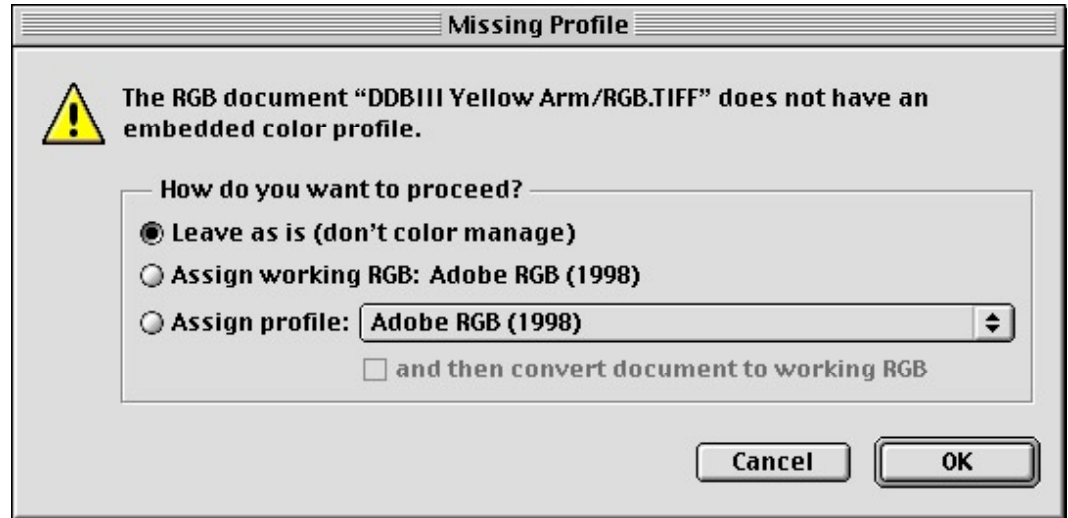 Missing Profile
The RGB document “DDBIII Yellow Arm/RGB.TIFF” does not have an
embedded color profile.
How do you want to proceed?
Leave as is (don't color manage)
Assign working RGB: Adobe RGB (1998)
Assign profile: Adobe RGB (1998)
and then convert document to working RGB
Cancel OK